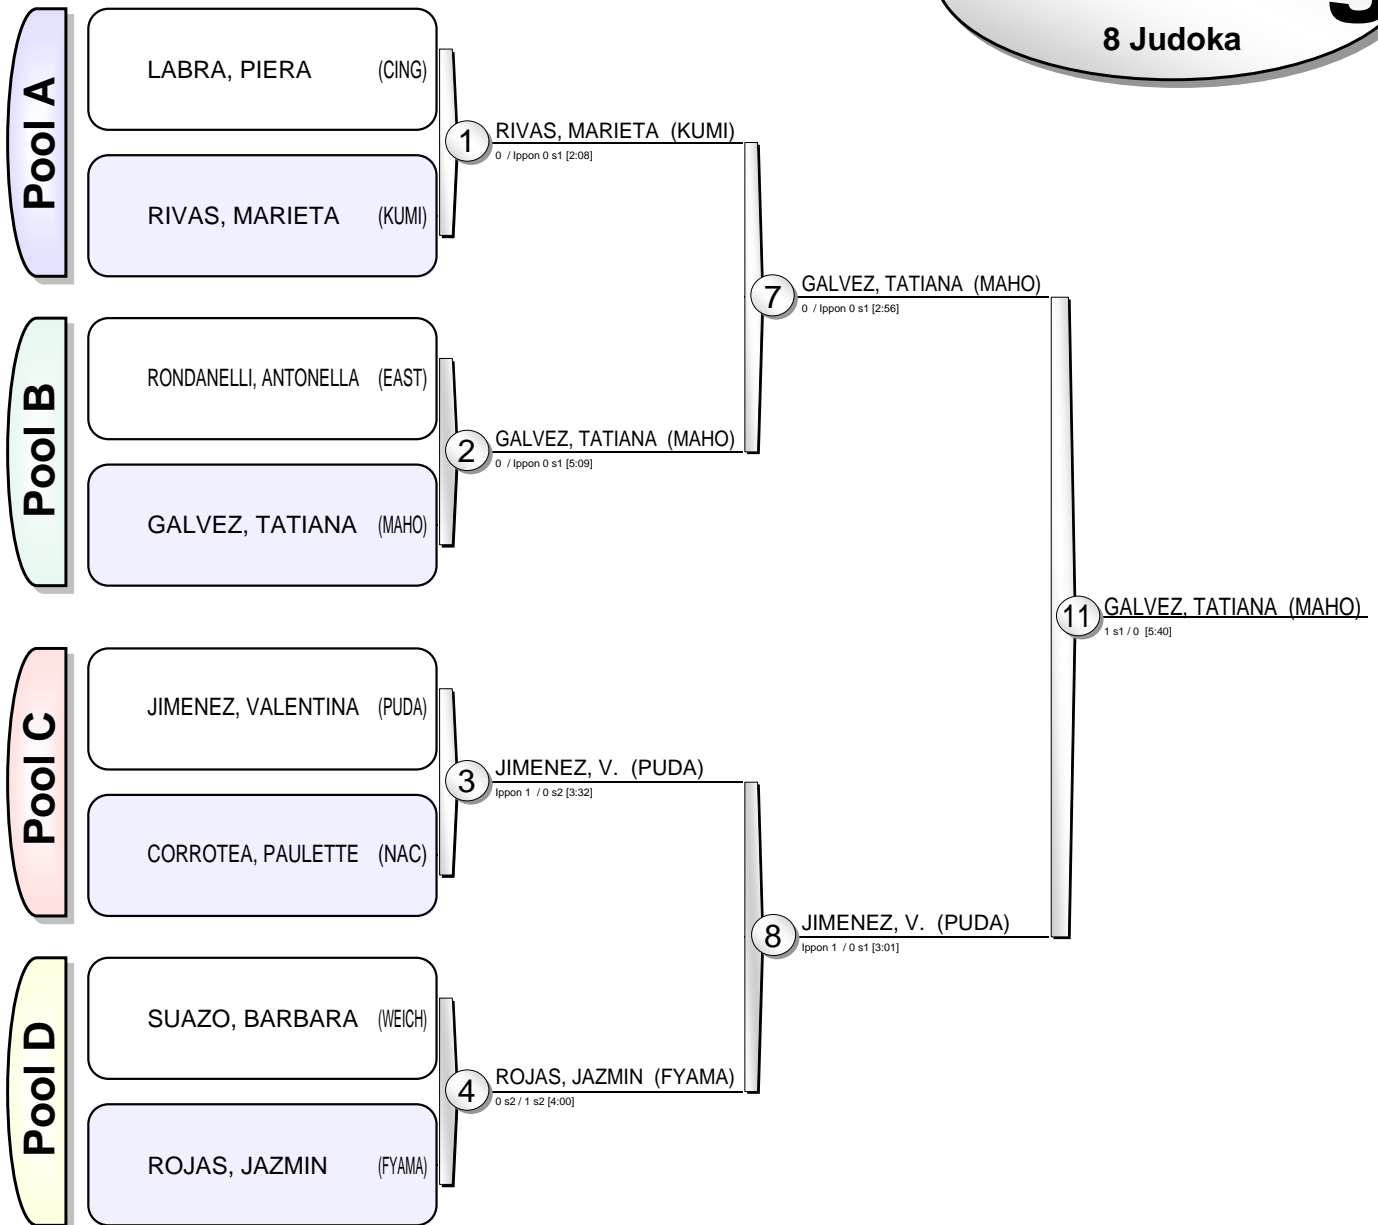 8 Judoka
Pool A
LABRA, PIERA (CING)
RIVAS, MARIETA (KUMI)
1
RIVAS, MARIETA (KUMI)
0 / Ippon 0 s1 [2:08]
Pool B
RONDANELLI, ANTONELLA (EAST)
GALVEZ, TATIANA (MAHO)
2
GALVEZ, TATIANA (MAHO)
0 / Ippon 0 s1 [5:09]
7
GALVEZ, TATIANA (MAHO)
0 / Ippon 0 s1 [2:56]
Pool C
JIMENEZ, VALENTINA (PUDA)
CORROTEA, PAULETTE (NAC)
3
JIMENEZ, V. (PUDA)
Ippon 1 / 0 s2 [3:32]
Pool D
SUAZO, BARBARA (WEICH)
ROJAS, JAZMIN (FYAMA)
4
ROJAS, JAZMIN (FYAMA)
0 s2 / 1 s2 [4:00]
8
JIMENEZ, V. (PUDA)
Ippon 1 / 0 s1 [3:01]
11
GALVEZ, TATIANA (MAHO)
1 s1 / 0 [5:40]